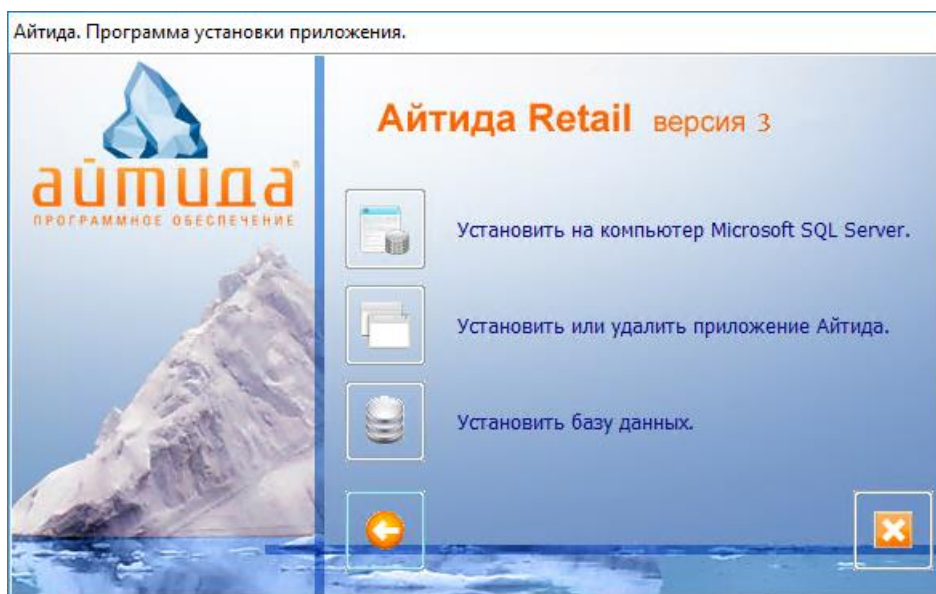 Айтида. Программа установки приложения.
айтида®
ПРОГРАММНОЕ ОБЕСПЕЧЕНИЕ
Айтида Retail версия 3
Установить на компьютер Microsoft SQL Server.
Установить или удалить приложение Айтида.
Установить базу данных.